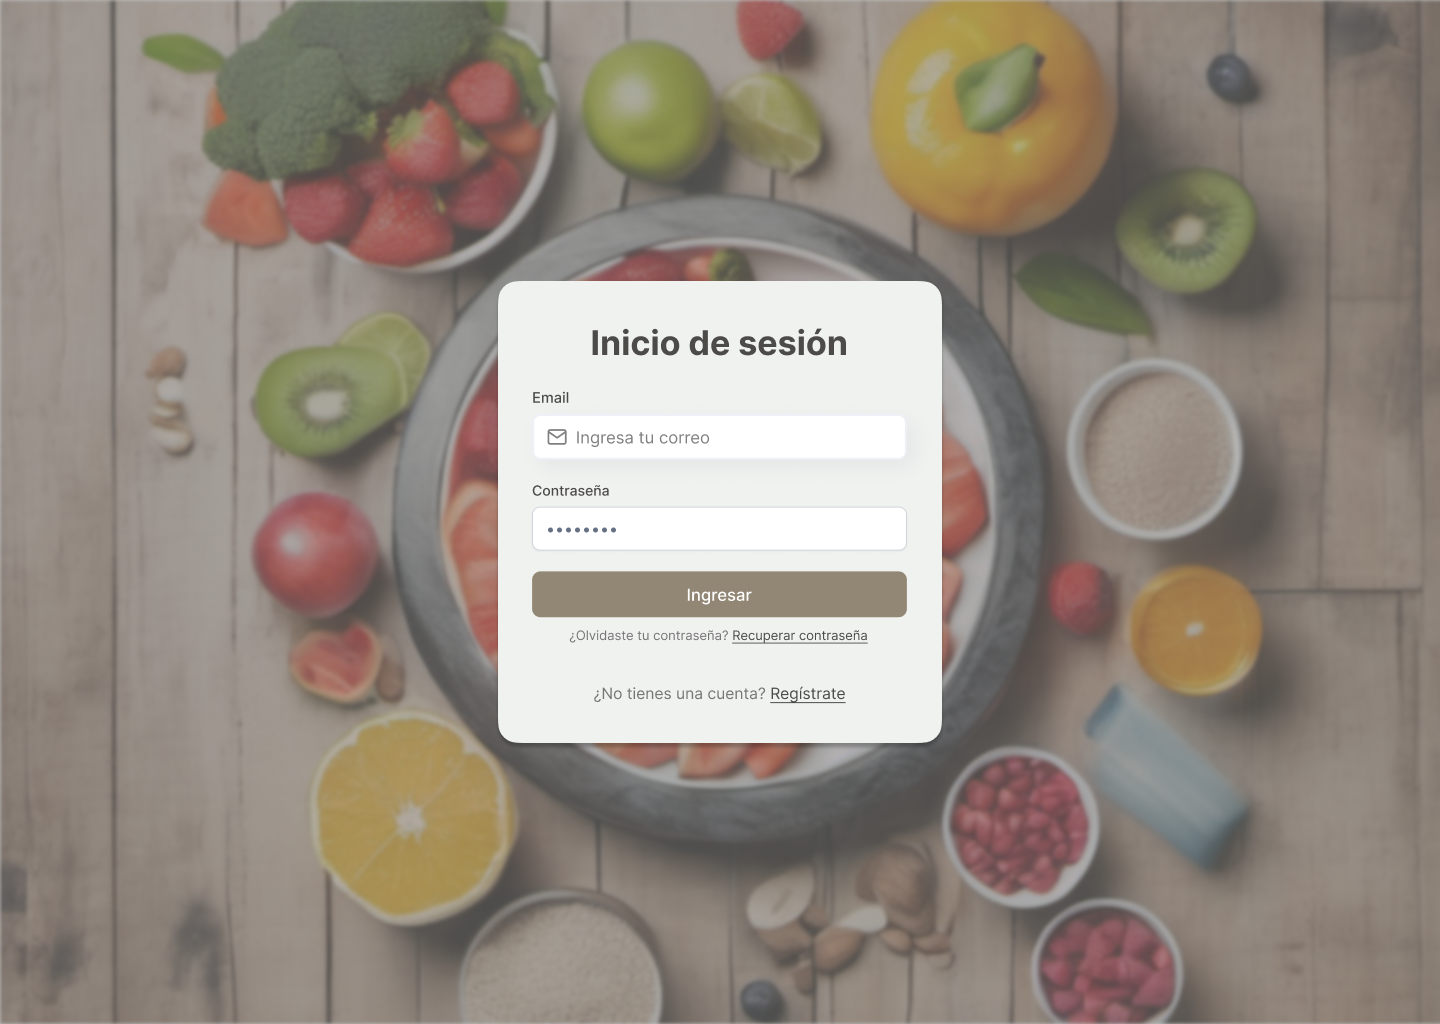 Inicio de sesión
Email
Ingresa tu correo
Contraseña
••••••••
Ingresar
¿Olvidaste tu contraseña? Recuperar contraseña
¿No tienes una cuenta? Regístrate